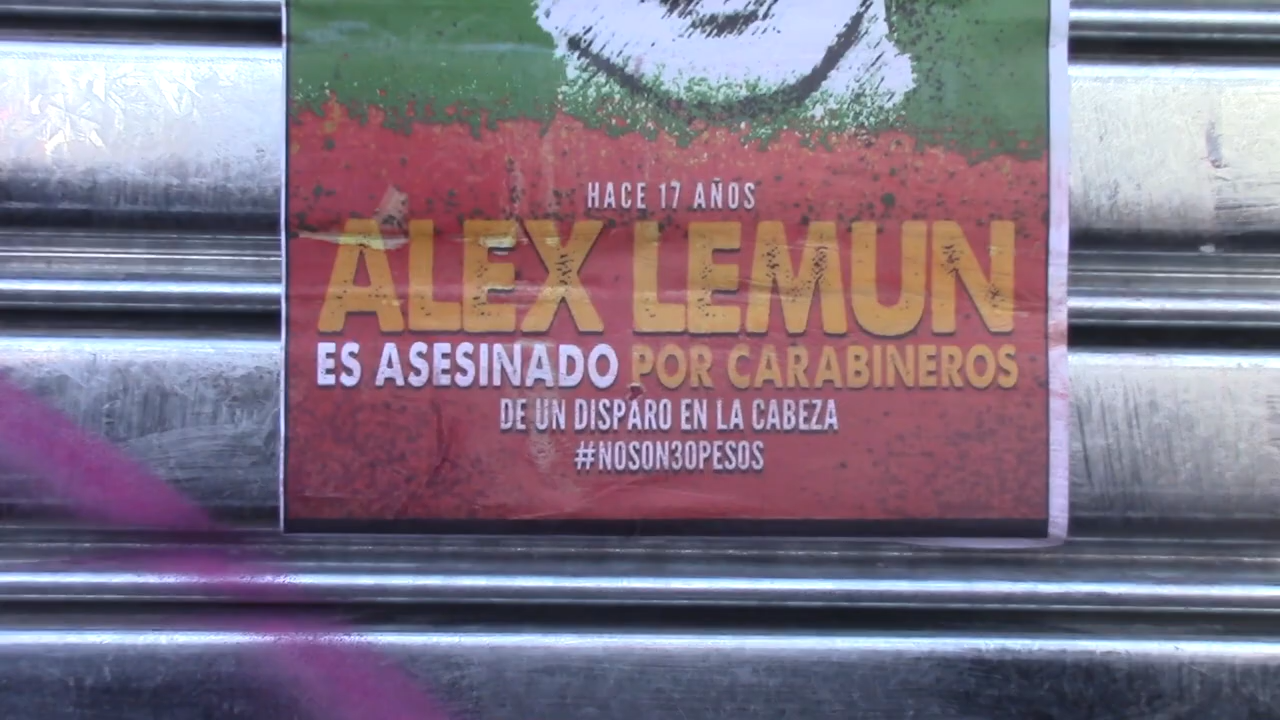 HACE 17 AÑOS
ALEX LEMUN
ES ASESINADO POR CARABINEROS
DE UN DISPARO EN LA CABEZA
#NOSON30PESOS